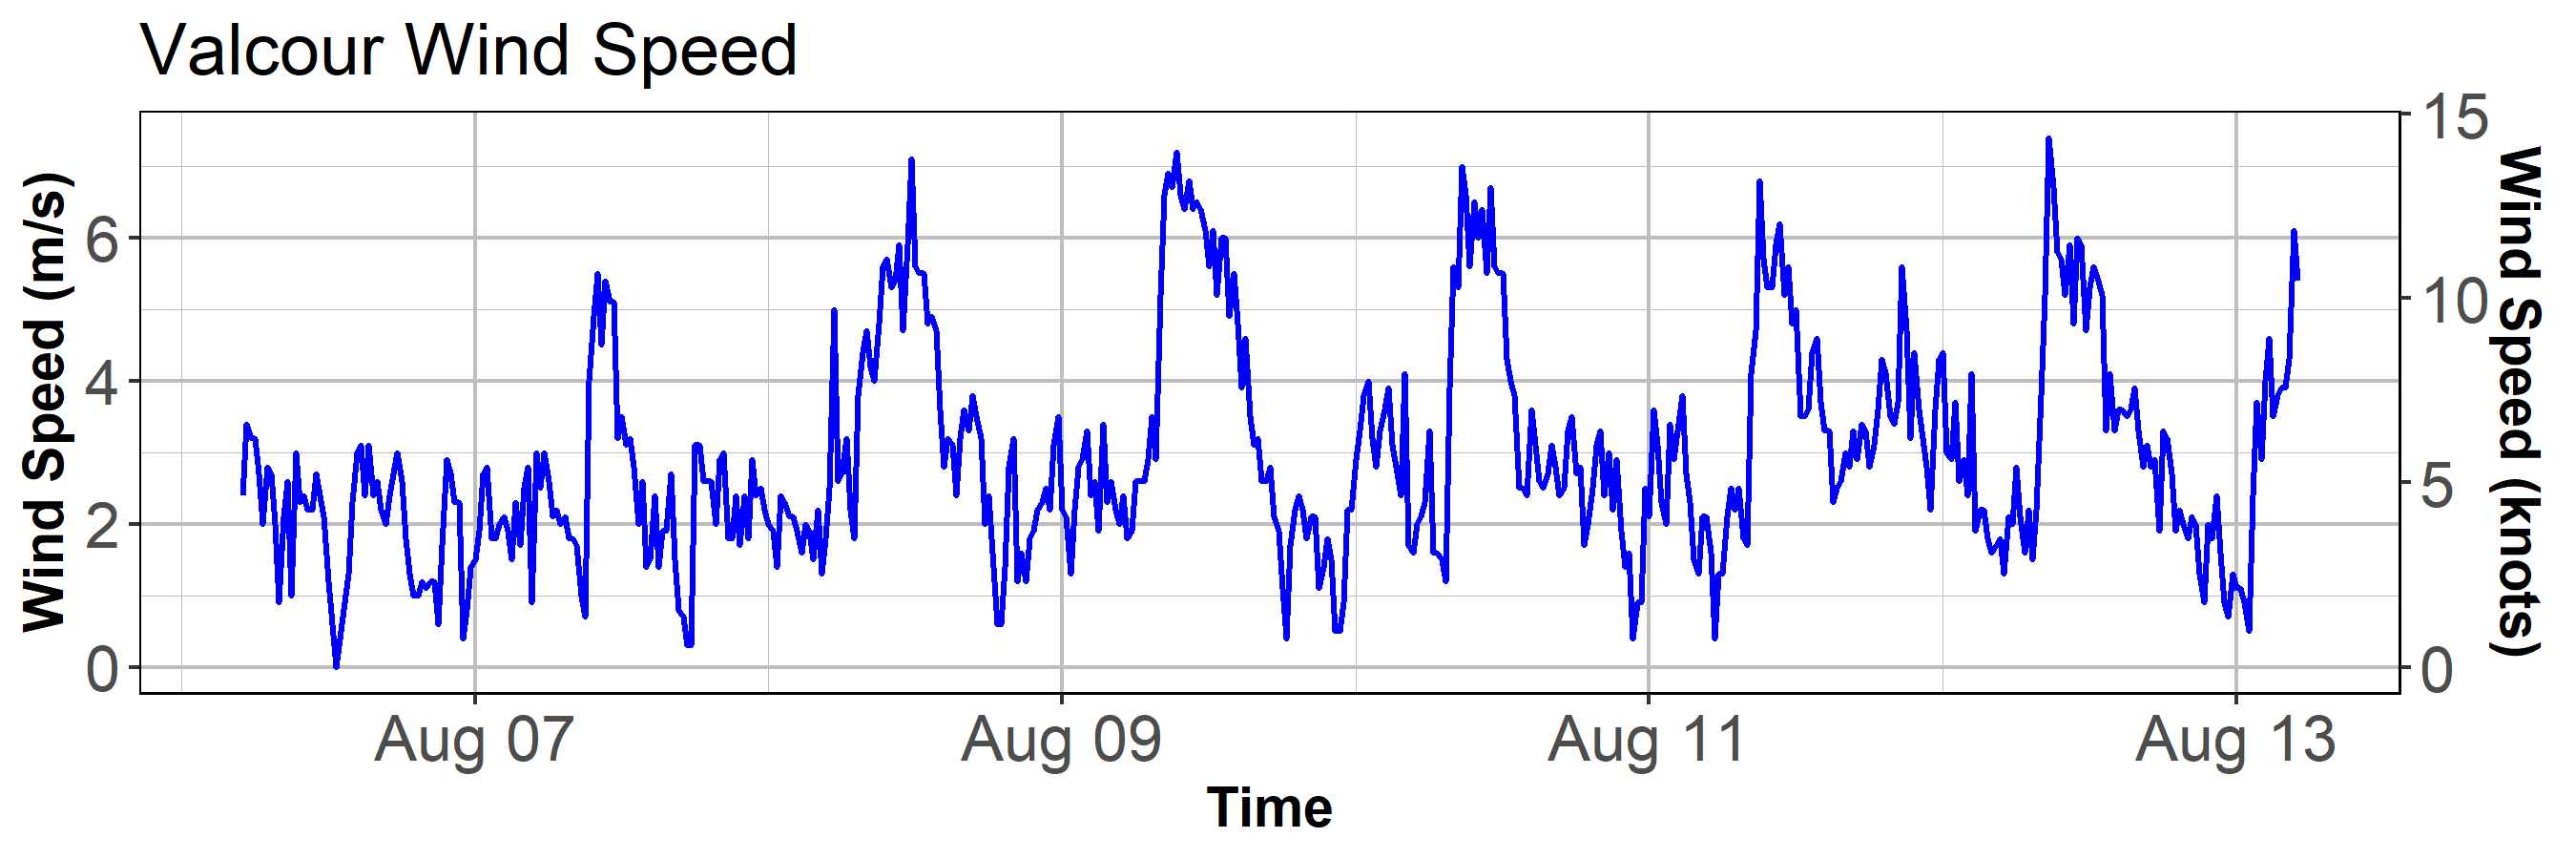 Valcour Wind Speed
Wind Speed (m/s)
6
4
2
0
15
10
5
0
Wind Speed (knots)
Aug 07
Aug 09
Aug 11
Aug 13
Time